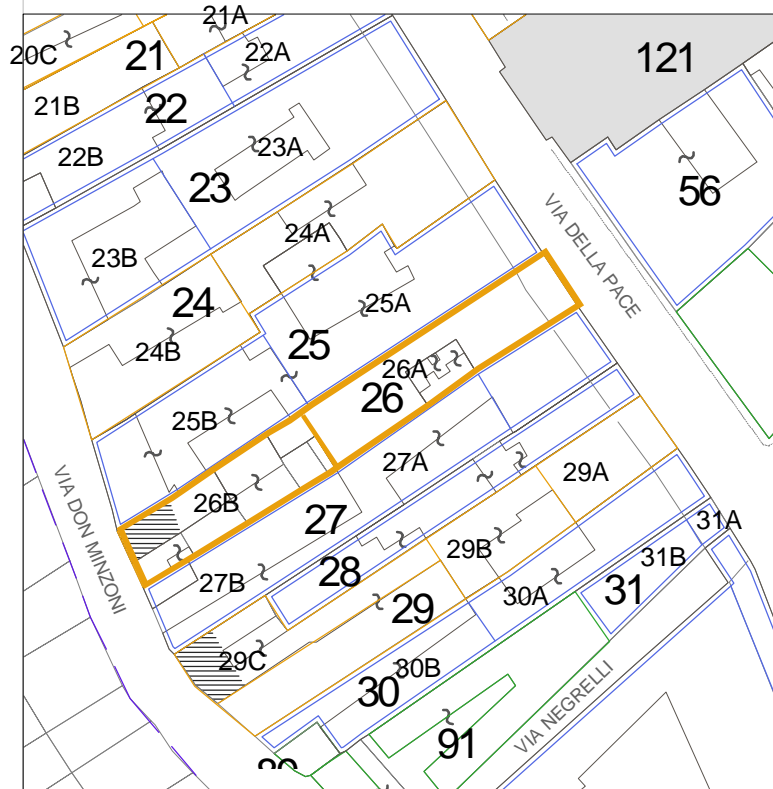 21A
20C
21
22A
121
21B
22
22B
23A
23
56
VIA DELLA PACE
24A
23B
24
25A
24B
25
26A
26
25B
27A
29A
26B
VIA DON MINZONI
27
31A
29B
31B
27B
28
30A
31
29
29C
30B
30
VIA NEGRELLI
91